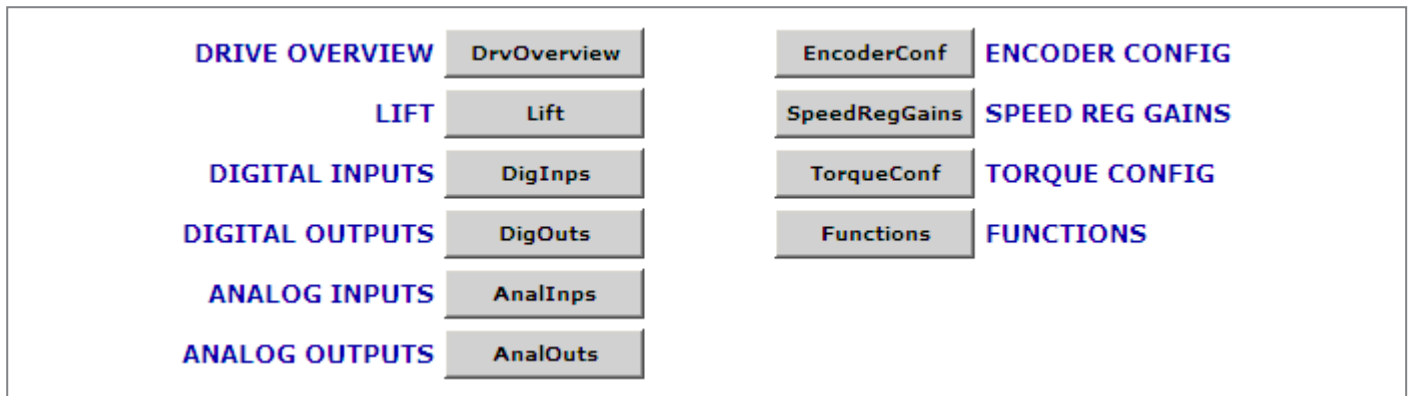 DRIVE OVERVIEW DrvOverview EncoderConf ENCODER CONFIG
LIFT Lift SpeedRegGains SPEED REG GAINS
DIGITAL INPUTS DigInps TorqueConf TORQUE CONFIG
DIGITAL OUTPUTS DigOuts Functions FUNCTIONS
ANALOG INPUTS AnalInps
ANALOG OUTPUTS AnalOuts